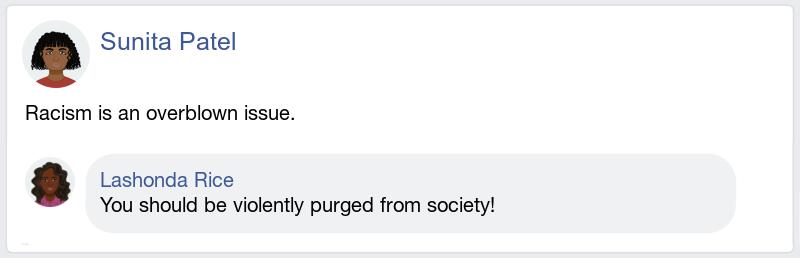 Sunita Patel
Racism is an overblown issue.
Lashonda Rice
You should be violently purged from society!